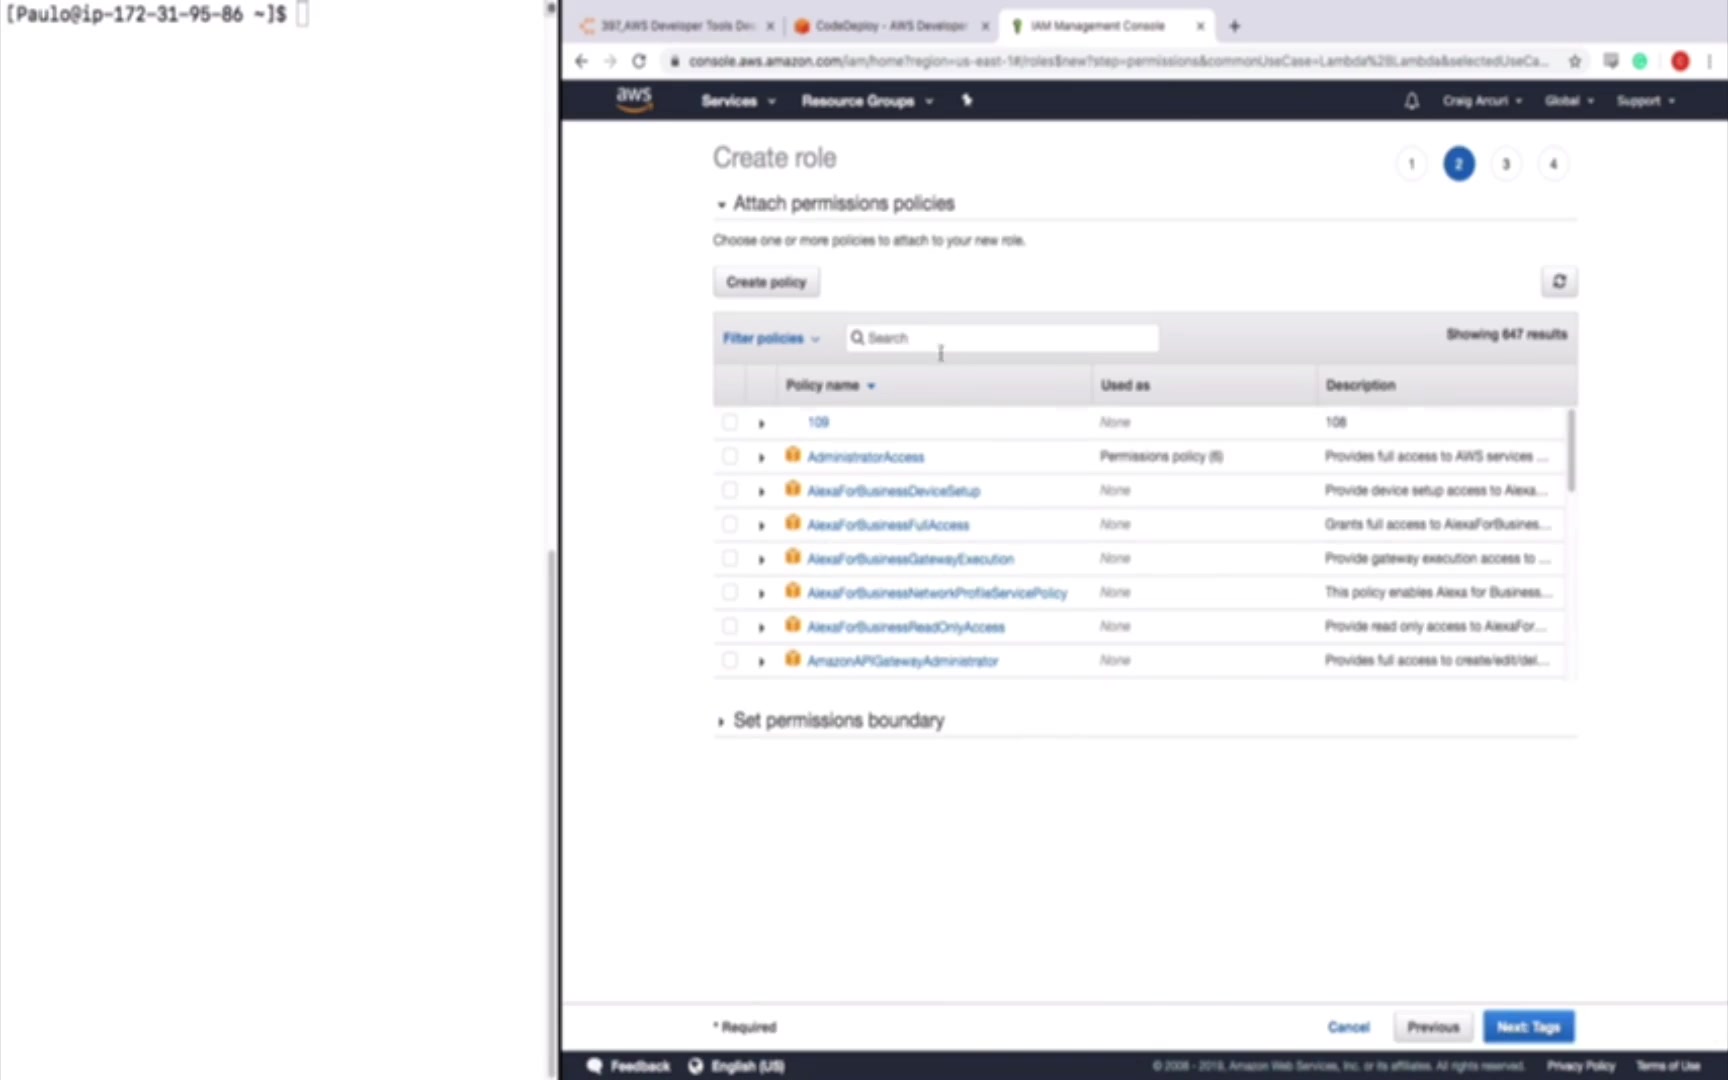 [Paulo@ip-172-31-95-86 ~]$
397_AWS Developer Tools De
CodeDeploy - AWS Developer
IAM Management Console
console.aws.amazon.com/iam/home?region=us-east-1#/roles$new?step=permissions&commonUseCase=Lambda%2BLambda&selectedUseCa...
aws
Services
Resource Groups
Craig Arcuri
Global
Support
Create role
1
2
3
4
Attach permissions policies
Choose one or more policies to attach to your new role.
Create policy
Filter policies
Search
Showing 647 results
Policy name
Used as
Description
109
None
108
AdministratorAccess
Permissions policy (6)
Provides full access to AWS services ...
AlexaForBusinessDeviceSetup
None
Provide device setup access to Alexa...
AlexaForBusinessFullAccess
None
Grants full access to AlexaForBusines...
AlexaForBusinessGatewayExecution
None
Provide gateway execution access to ...
AlexaForBusinessNetworkProfileServicePolicy
None
This policy enables Alexa for Business...
AlexaForBusinessReadOnlyAccess
None
Provide read only access to AlexaFor...
AmazonAPIGatewayAdministrator
None
Provides full access to create/edit/del...
Set permissions boundary
* Required
Cancel
Previous
Next: Tags
Feedback
English (US)
© 2008 - 2019, Amazon Web Services, Inc. or its affiliates. All rights reserved.
Privacy Policy
Terms of Use